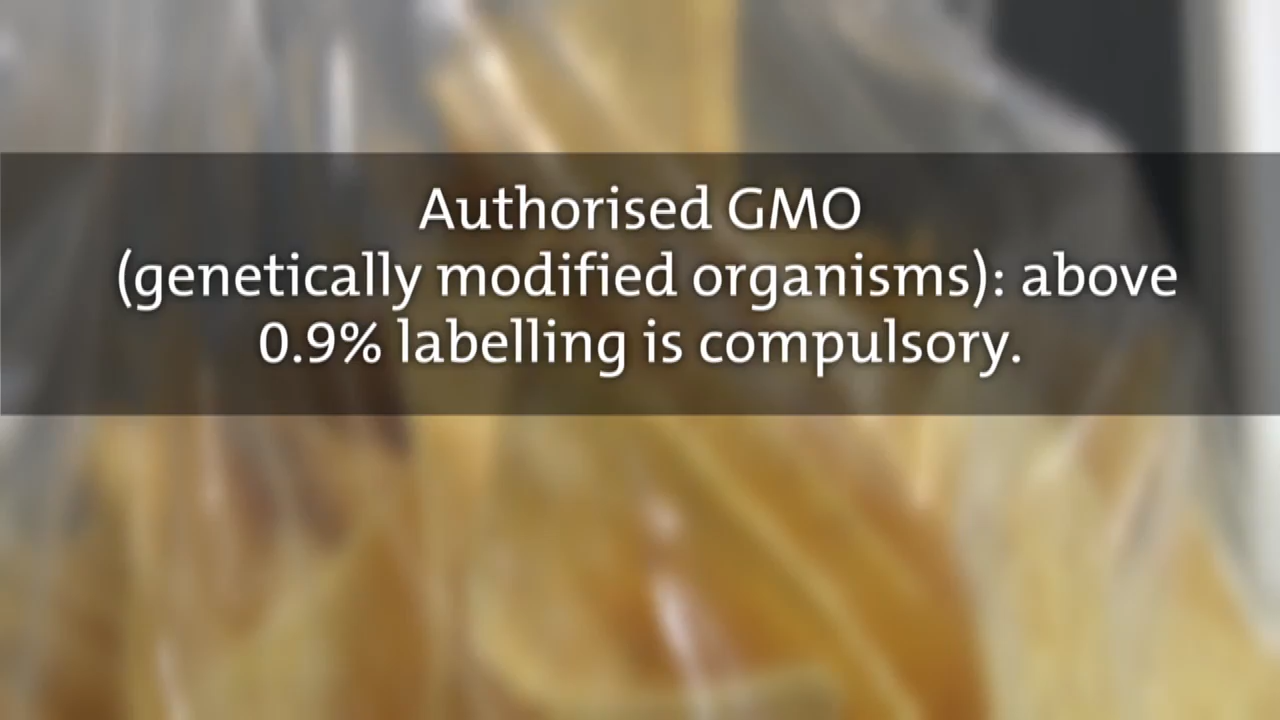 Authorised GMO
(genetically modified organisms): above
0.9% labelling is compulsory.